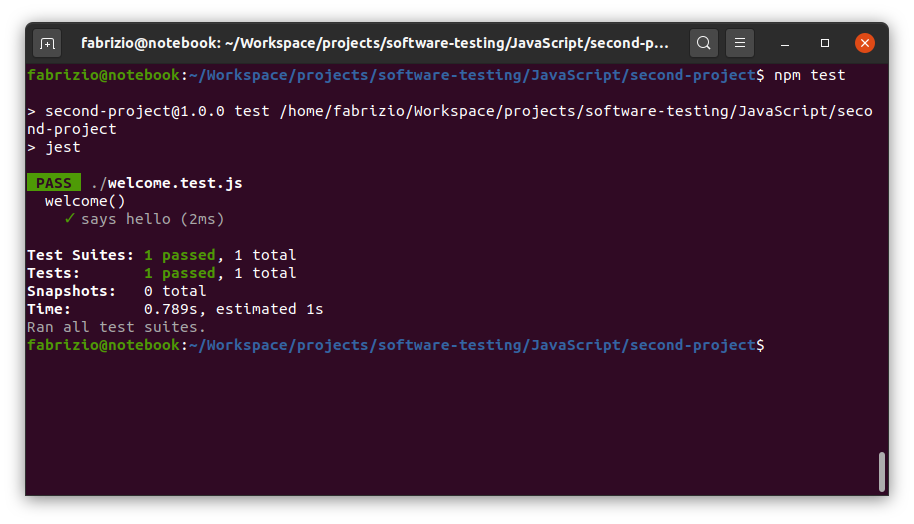 fabrizio@notebook: ~/Workspace/projects/software-testing/JavaScript/second-p...
fabrizio@notebook:~/Workspace/projects/software-testing/JavaScript/second-project$ npm test
> second-project@1.0.0 test /home/fabrizio/Workspace/projects/software-testing/JavaScript/seco
nd-project
> jest
PASS ./welcome.test.js
welcome()
✓ says hello (2ms)
Test Suites: 1 passed, 1 total
Tests: 1 passed, 1 total
Snapshots: 0 total
Time: 0.789s, estimated 1s
Ran all test suites.
fabrizio@notebook:~/Workspace/projects/software-testing/JavaScript/second-project$